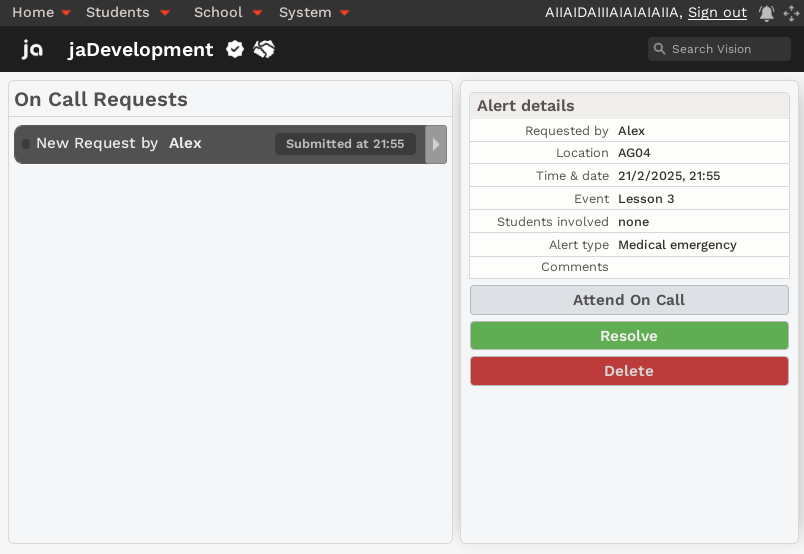 Home Students School System AIIAIDAIIIAIAIAIAIIA, Sign out
ja jaDevelopment Search Vision
On Call Requests
New Request by Alex Submitted at 21:55
Alert details
Requested by Alex
Location AG04
Time & date 21/2/2025, 21:55
Event Lesson 3
Students involved none
Alert type Medical emergency
Comments
Attend On Call
Resolve
Delete